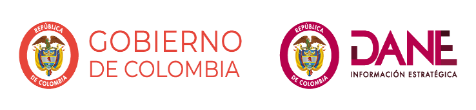 REPÚBLICA
DE COLOMBIA
GOBIERNO
DE COLOMBIA
REPÚBLICA
DE COLOMBIA
DANE
INFORMACIÓN ESTRATÉGICA